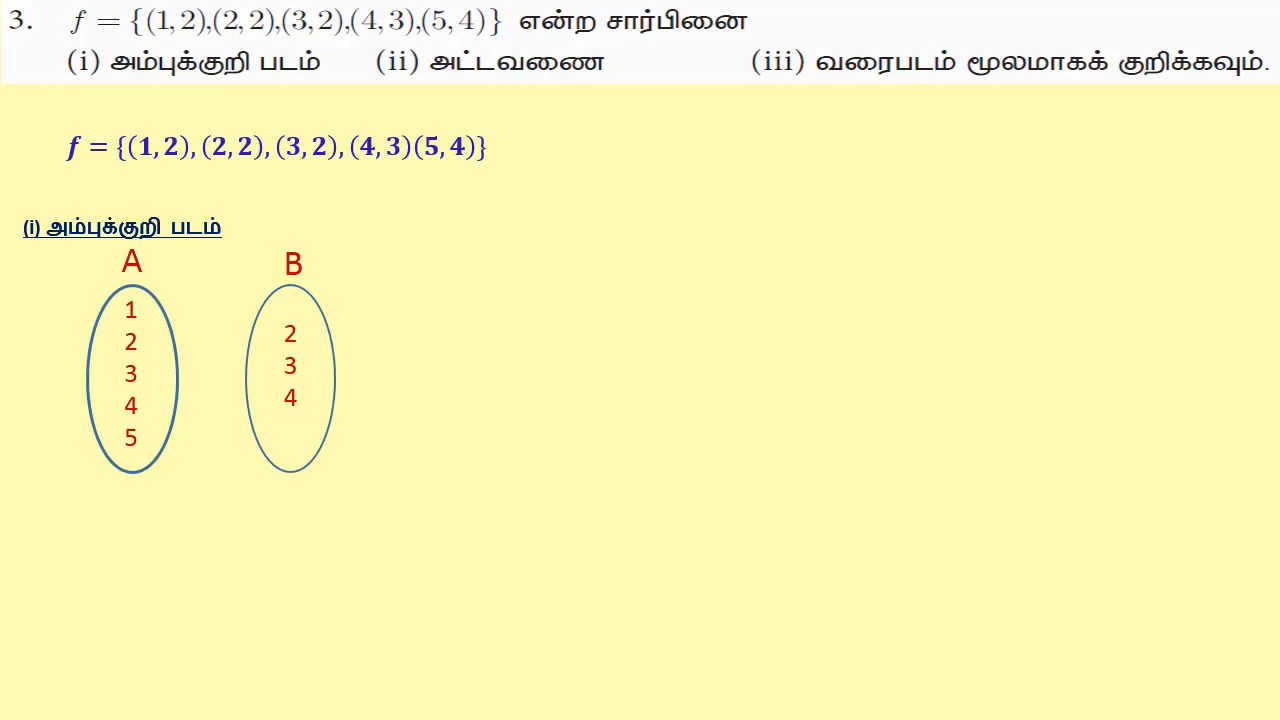 3. f = {(1, 2),(2, 2),(3, 2),(4, 3),(5, 4)} என்ற சார்பினை
(i) அம்புக்குறி படம் (ii) அட்டவணை (iii) வரைபடம் மூலமாகக் குறிக்கவும்.
f = {(1, 2), (2, 2), (3, 2), (4, 3)(5, 4)}
(i) அம்புக்குறி படம்
A B
1
2
3
4
5
2
3
4